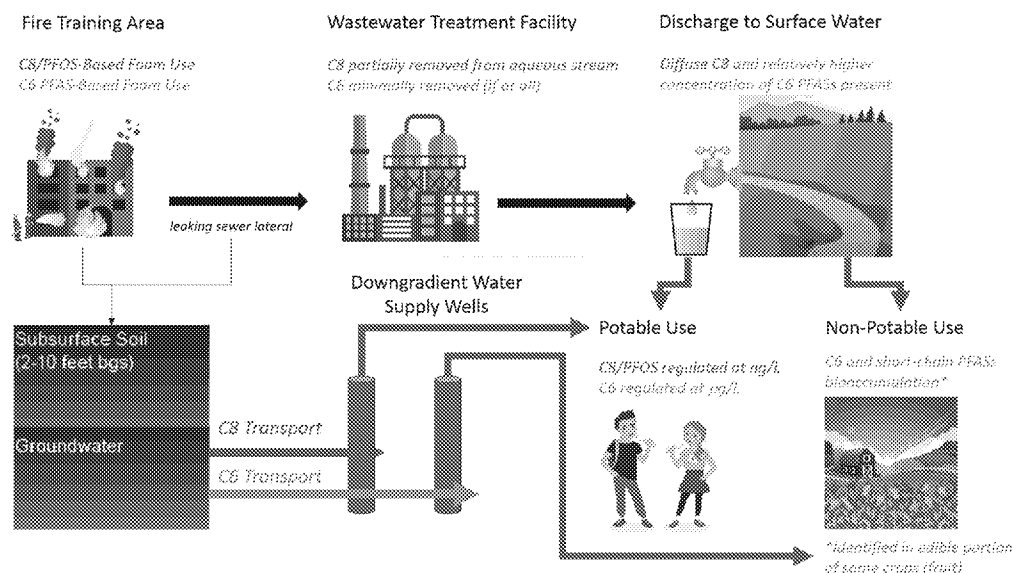 Fire Training Area
C8/PFOS-Based Foam Use
C6 PFAS-Based Foam Use
Wastewater Treatment Facility
C8 partially removed from aqueous stream
C6 minimally removed (if at all)
Discharge to Surface Water
Diffuse C8 and relatively higher
concentration of C6 PFASs present
leaking sewer lateral
Downgradient Water
Supply Wells
Subsurface Soil
(2-10 feet bgs)
Groundwater
C8 Transport
C6 Transport
Potable Use
C8/PFOS regulated at ng/L
C6 regulated at µg/L
Non-Potable Use
C6 and short-chain PFASs
bioaccumulation*
*Identified in edible portion
of some crops (fruit)